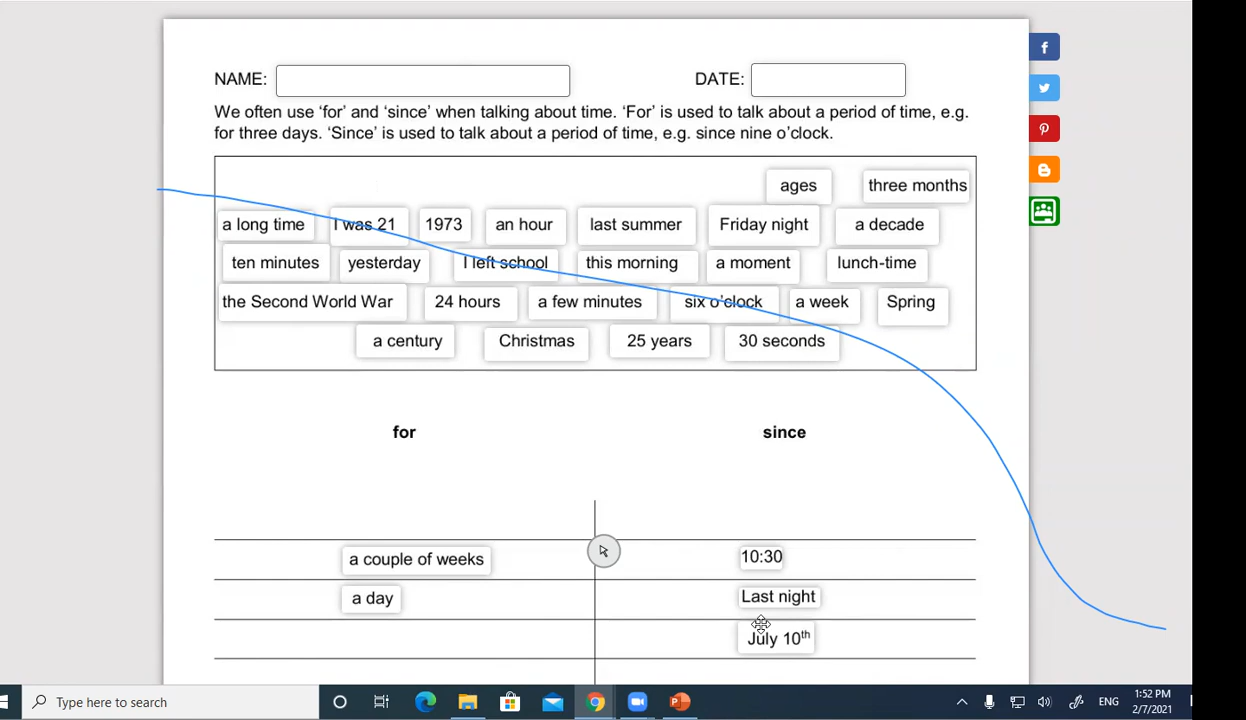 NAME: DATE:
We often use ‘for’ and ‘since’ when talking about time. ‘For’ is used to talk about a period of time, e.g.
for three days. ‘Since’ is used to talk about a period of time, e.g. since nine o’clock.
ages three months
a long time I was 21 1973 an hour last summer Friday night a decade
ten minutes yesterday I left school this morning a moment lunch-time
the Second World War 24 hours a few minutes six o’clock a week Spring
a century Christmas 25 years 30 seconds
for since
a couple of weeks 10:30
a day Last night
July 10th
Type here to search ENG 1:52 PM
2/7/2021